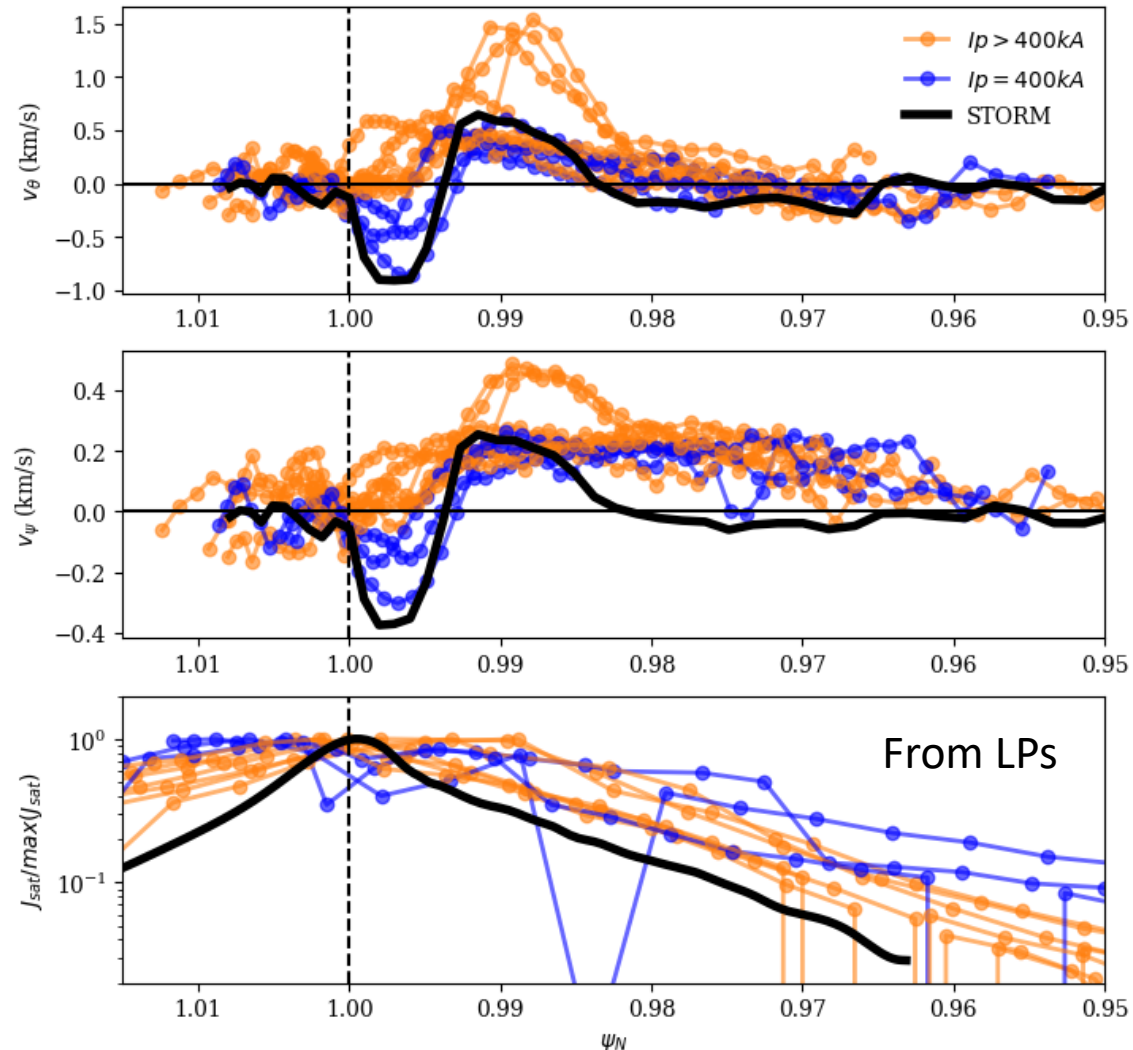 1.5
1.0
0.5
0.0
−0.5
−1.0
v_θ (km/s)
Ip > 400kA
Ip = 400kA
STORM
1.01 1.00 0.99 0.98 0.97 0.96 0.95
0.4
0.2
0.0
−0.2
−0.4
v_ψ (km/s)
1.01 1.00 0.99 0.98 0.97 0.96 0.95
10⁰
10⁻¹
J_sat/max(J_sat)
From LPs
1.01 1.00 0.99 0.98 0.97 0.96 0.95
ψ_N